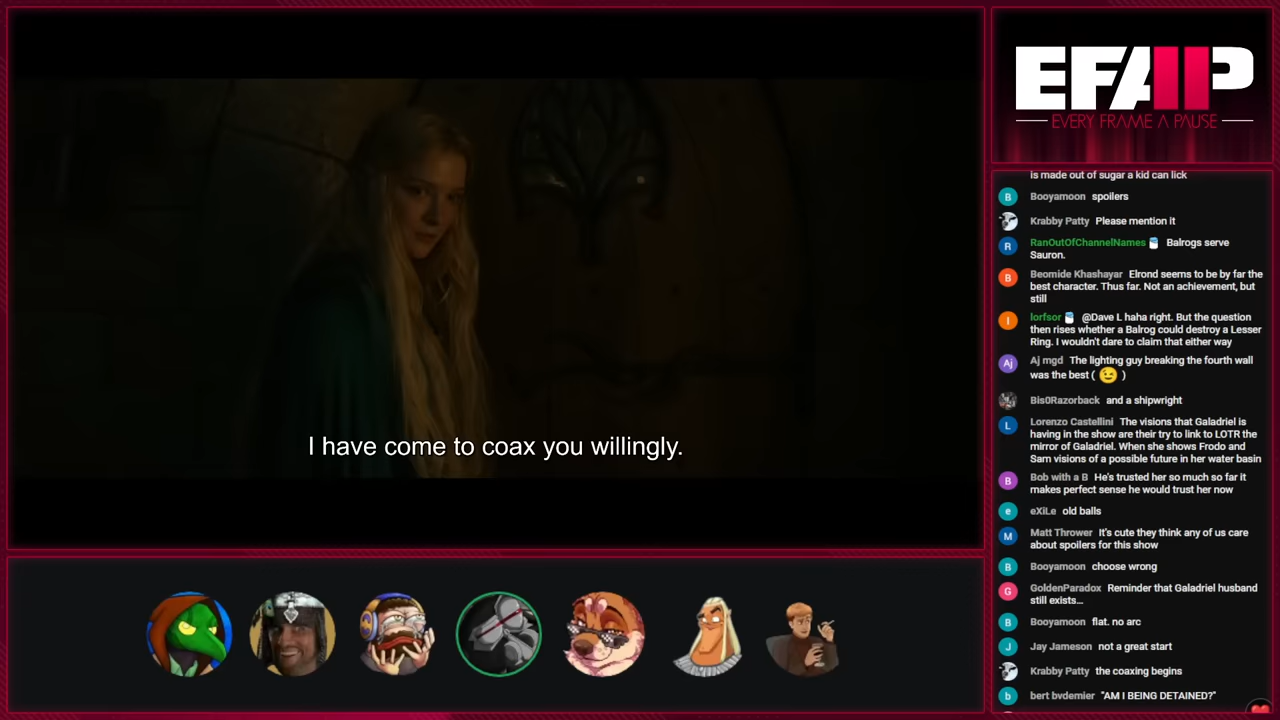 I have come to coax you willingly.
EFAP
EVERY FRAME A PAUSE
is made out of sugar a kid can lick
B Booyamoon spoilers
Krabby Patty Please mention it
R RanOutOfChannelNames Balrogs serve
Sauron.
B Beomide Khashayar Elrond seems to be by far the
best character. Thus far. Not an achievement, but
still
I lorfsor @Dave L haha right. But the question
then rises whether a Balrog could destroy a Lesser
Ring. I wouldn't dare to claim that either way
Aj Aj mgd The lighting guy breaking the fourth wall
was the best ( 😉 )
Bis0Razorback and a shipwright
L Lorenzo Castellini The visions that Galadriel is
having in the show are their try to link to LOTR the
mirror of Galadriel. When she shows Frodo and
Sam visions of a possible future in her water basin
B Bob with a B He's trusted her so much so far it
makes perfect sense he would trust her now
e eXiLe old balls
M Matt Thrower It's cute they think any of us care
about spoilers for this show
B Booyamoon choose wrong
G GoldenParadox Reminder that Galadriel husband
still exists...
B Booyamoon flat. no arc
J Jay Jameson not a great start
Krabby Patty the coaxing begins
b bert bvdemier "AM I BEING DETAINED?"